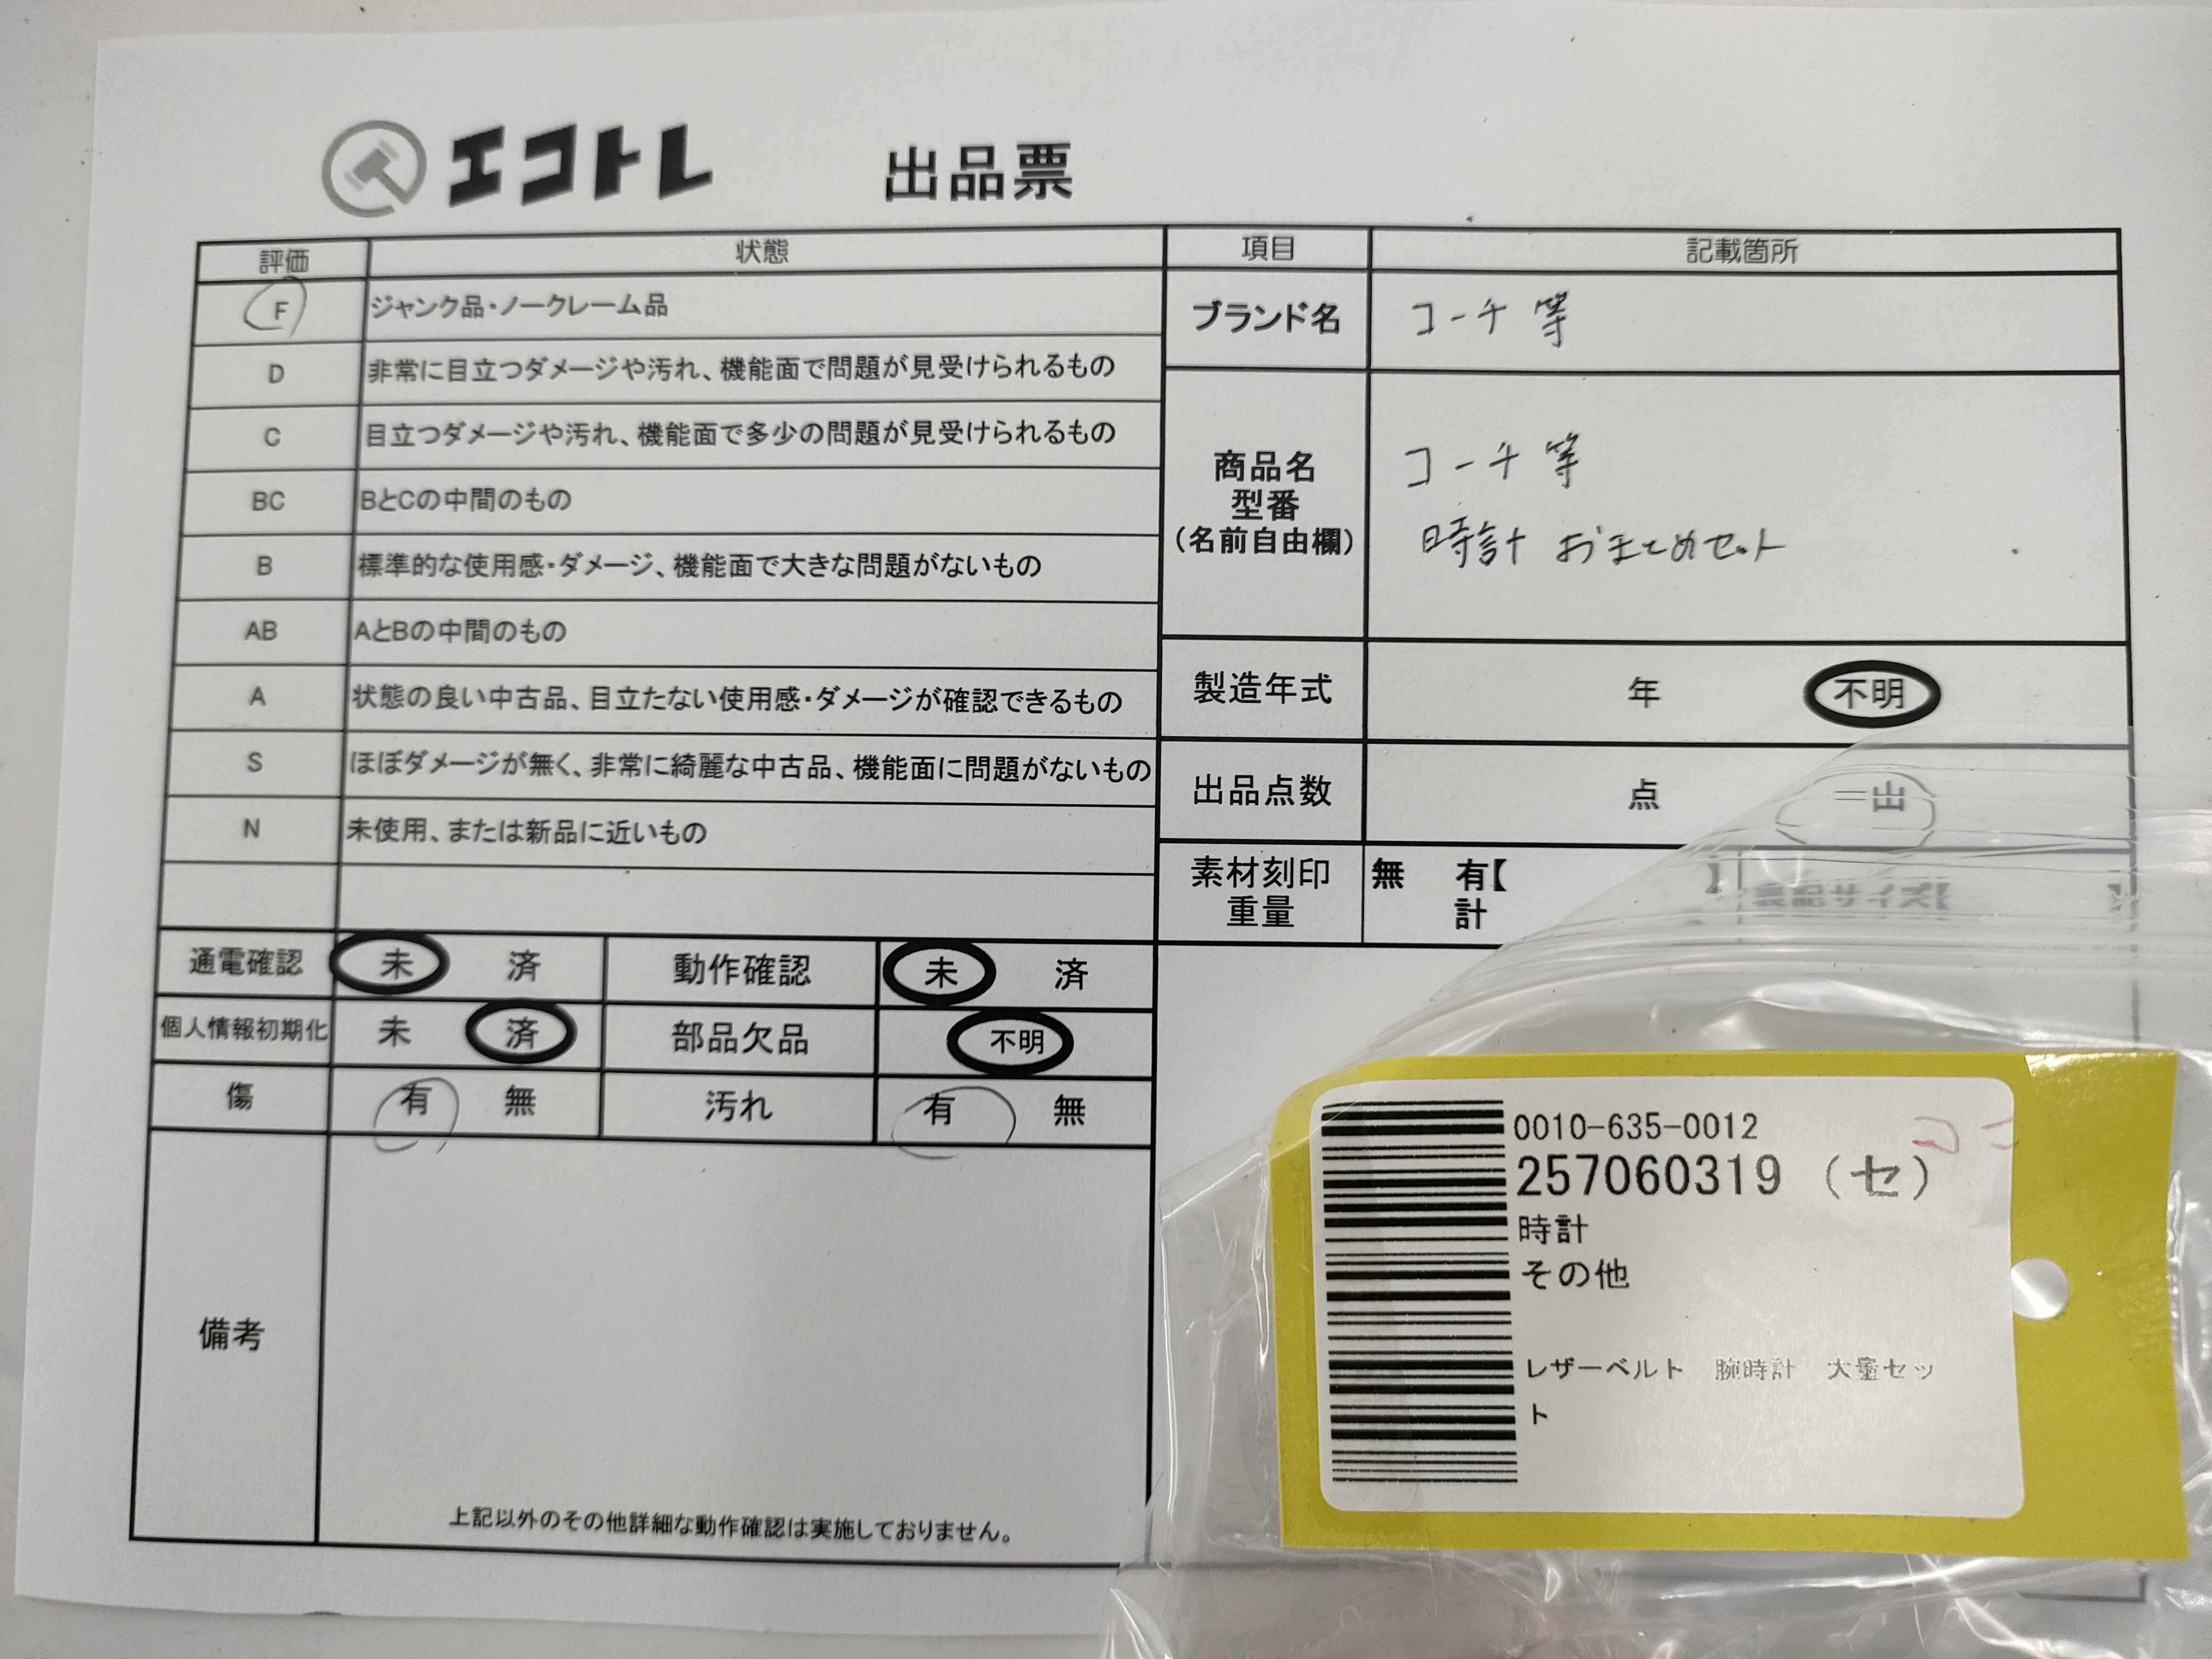 エコトレ 出品票
評価 状態 項目 記載箇所
F ジャンク品・ノークレーム品
D 非常に目立つダメージや汚れ、機能面で問題が見受けられるもの
C 目立つダメージや汚れ、機能面で多少の問題が見受けられるもの
BC BとCの中間のもの
B 標準的な使用感・ダメージ、機能面で大きな問題がないもの
AB AとBの中間のもの
A 状態の良い中古品、目立たない使用感・ダメージが確認できるもの
S ほぼダメージが無く、非常に綺麗な中古品、機能面に問題がないもの
N 未使用、または新品に近いもの
ブランド名 コーチ等
商品名
型番
(名前自由欄)
コーチ等
時計 おまとめセット
製造年式 年 不明
出品点数 点
素材刻印
重量
無 有【 】
計
通電確認 未 済 動作確認 未 済
個人情報初期化 未 済 部品欠品 不明
傷 有 無 汚れ 有 無
備考
上記以外のその他詳細な動作確認は実施しておりません。
0010-635-0012
257060319 (セ)
時計
その他
レザーベルト 腕時計 大量セッ
ト